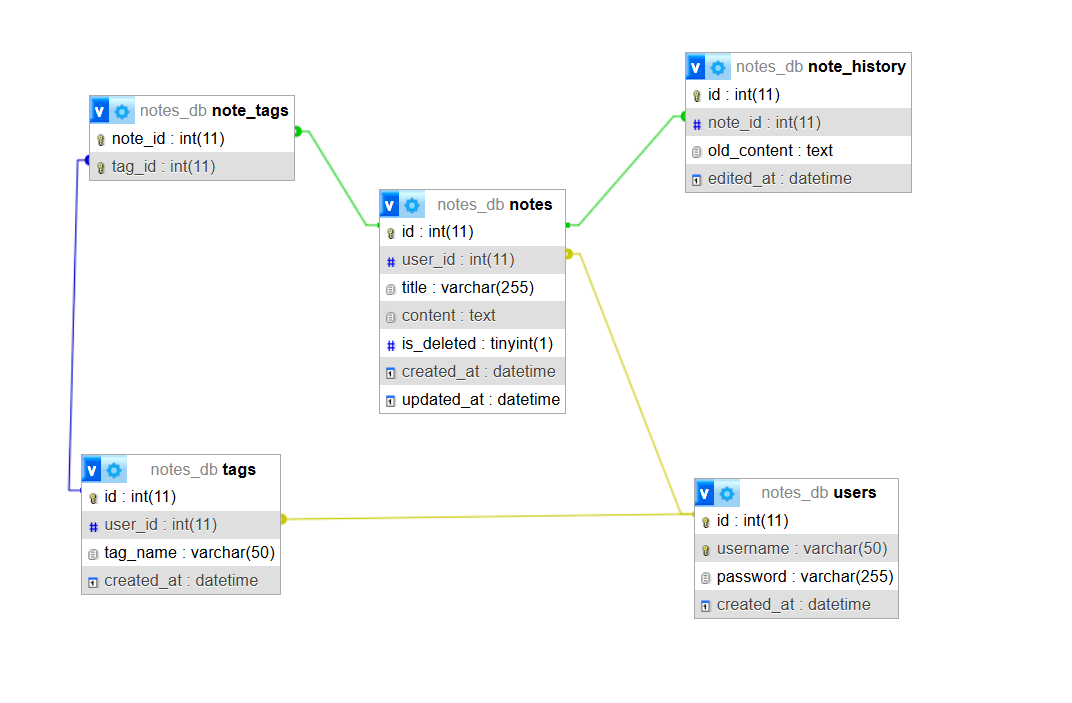 v notes_db note_tags
note_id : int(11)
tag_id : int(11)
v notes_db note_history
id : int(11)
# note_id : int(11)
old_content : text
edited_at : datetime
v notes_db notes
id : int(11)
# user_id : int(11)
title : varchar(255)
content : text
# is_deleted : tinyint(1)
created_at : datetime
updated_at : datetime
v notes_db tags
id : int(11)
# user_id : int(11)
tag_name : varchar(50)
created_at : datetime
v notes_db users
id : int(11)
username : varchar(50)
password : varchar(255)
created_at : datetime